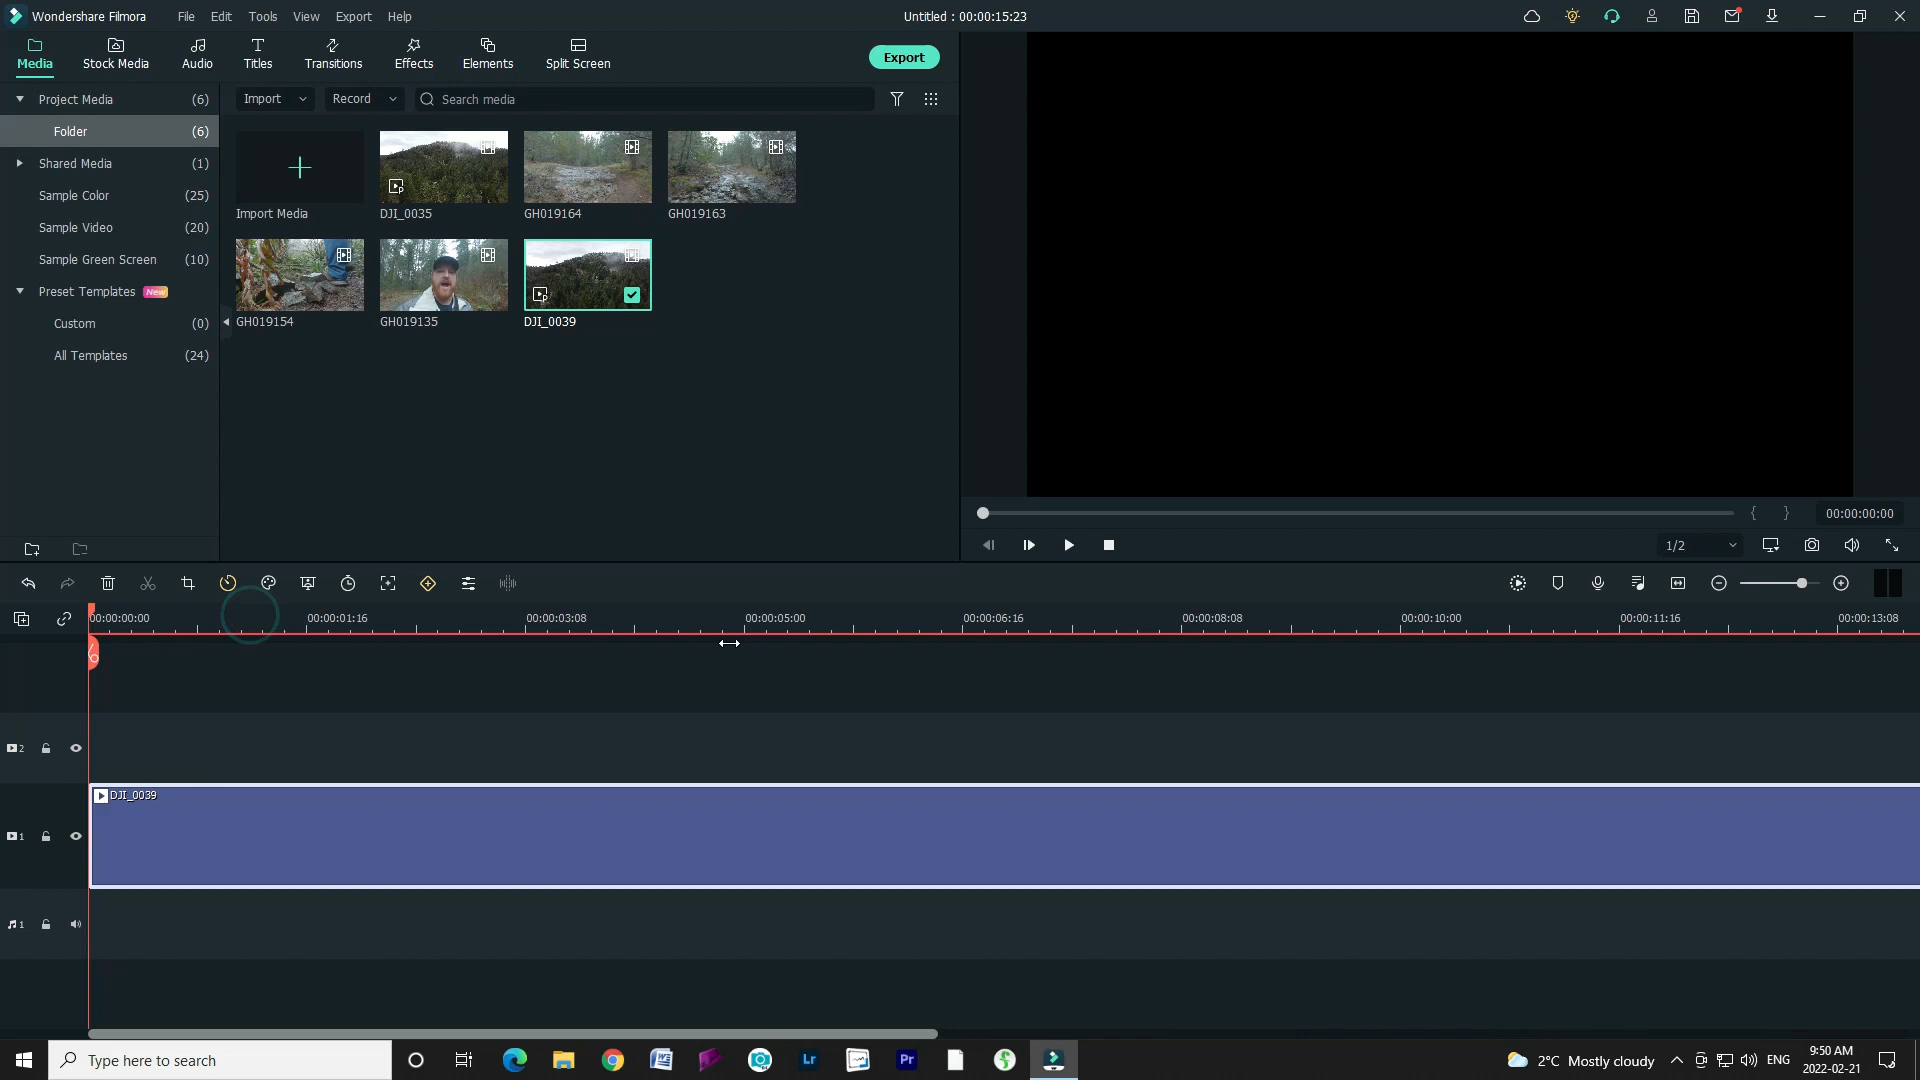 Wondershare Filmora File Edit Tools View Export Help Untitled : 00:00:15:23
Media Stock Media Audio Titles Transitions Effects Elements Split Screen Export
Project Media (6)
Folder (6)
Shared Media (1)
Sample Color (25)
Sample Video (20)
Sample Green Screen (10)
Preset Templates New
Custom (0)
All Templates (24)
Import Record Search media
Import Media DJI_0035 GH019164 GH019163
GH019154 GH019135 DJI_0039
{ } 00:00:00:00
1/2
00:00:00:00 00:00:01:16 00:00:03:08 00:00:05:00 00:00:06:16 00:00:08:08 00:00:10:00 00:00:11:16 00:00:13:08
2
DJI_0039
1
1
Type here to search W Lr Pr 2°C Mostly cloudy ENG 9:50 AM
2022-02-21